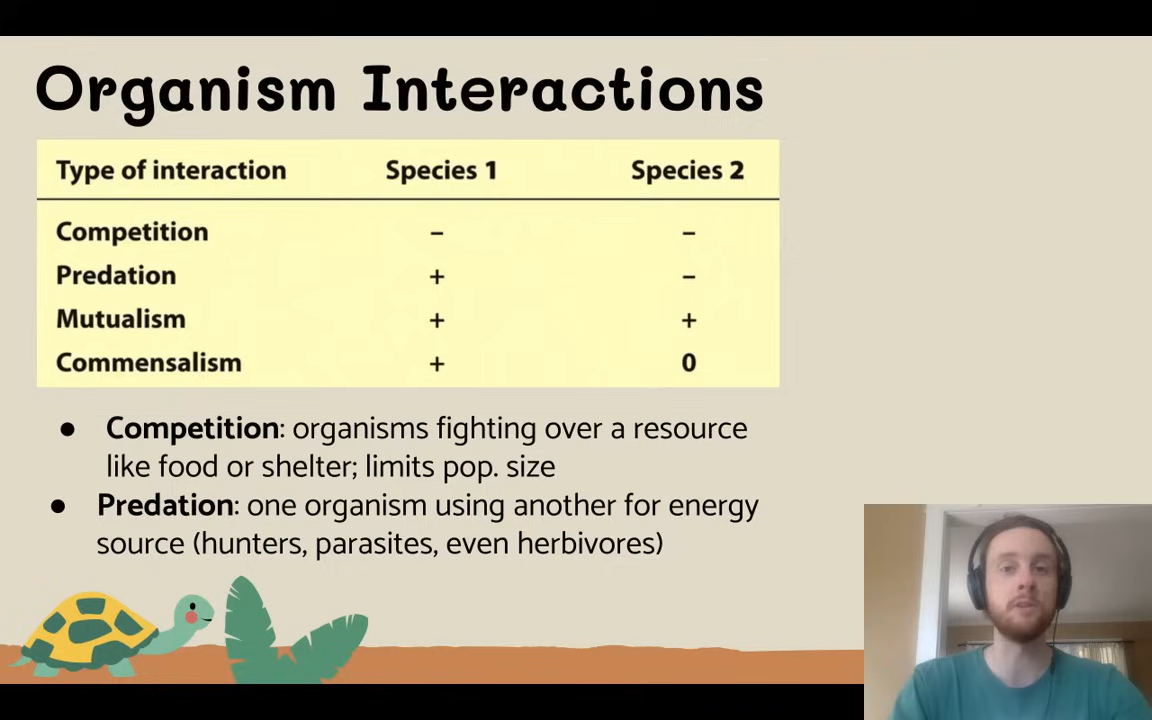 Organism Interactions
Type of interaction Species 1 Species 2
Competition – –
Predation + –
Mutualism + +
Commensalism + 0
● Competition: organisms fighting over a resource
like food or shelter; limits pop. size
● Predation: one organism using another for energy
source (hunters, parasites, even herbivores)